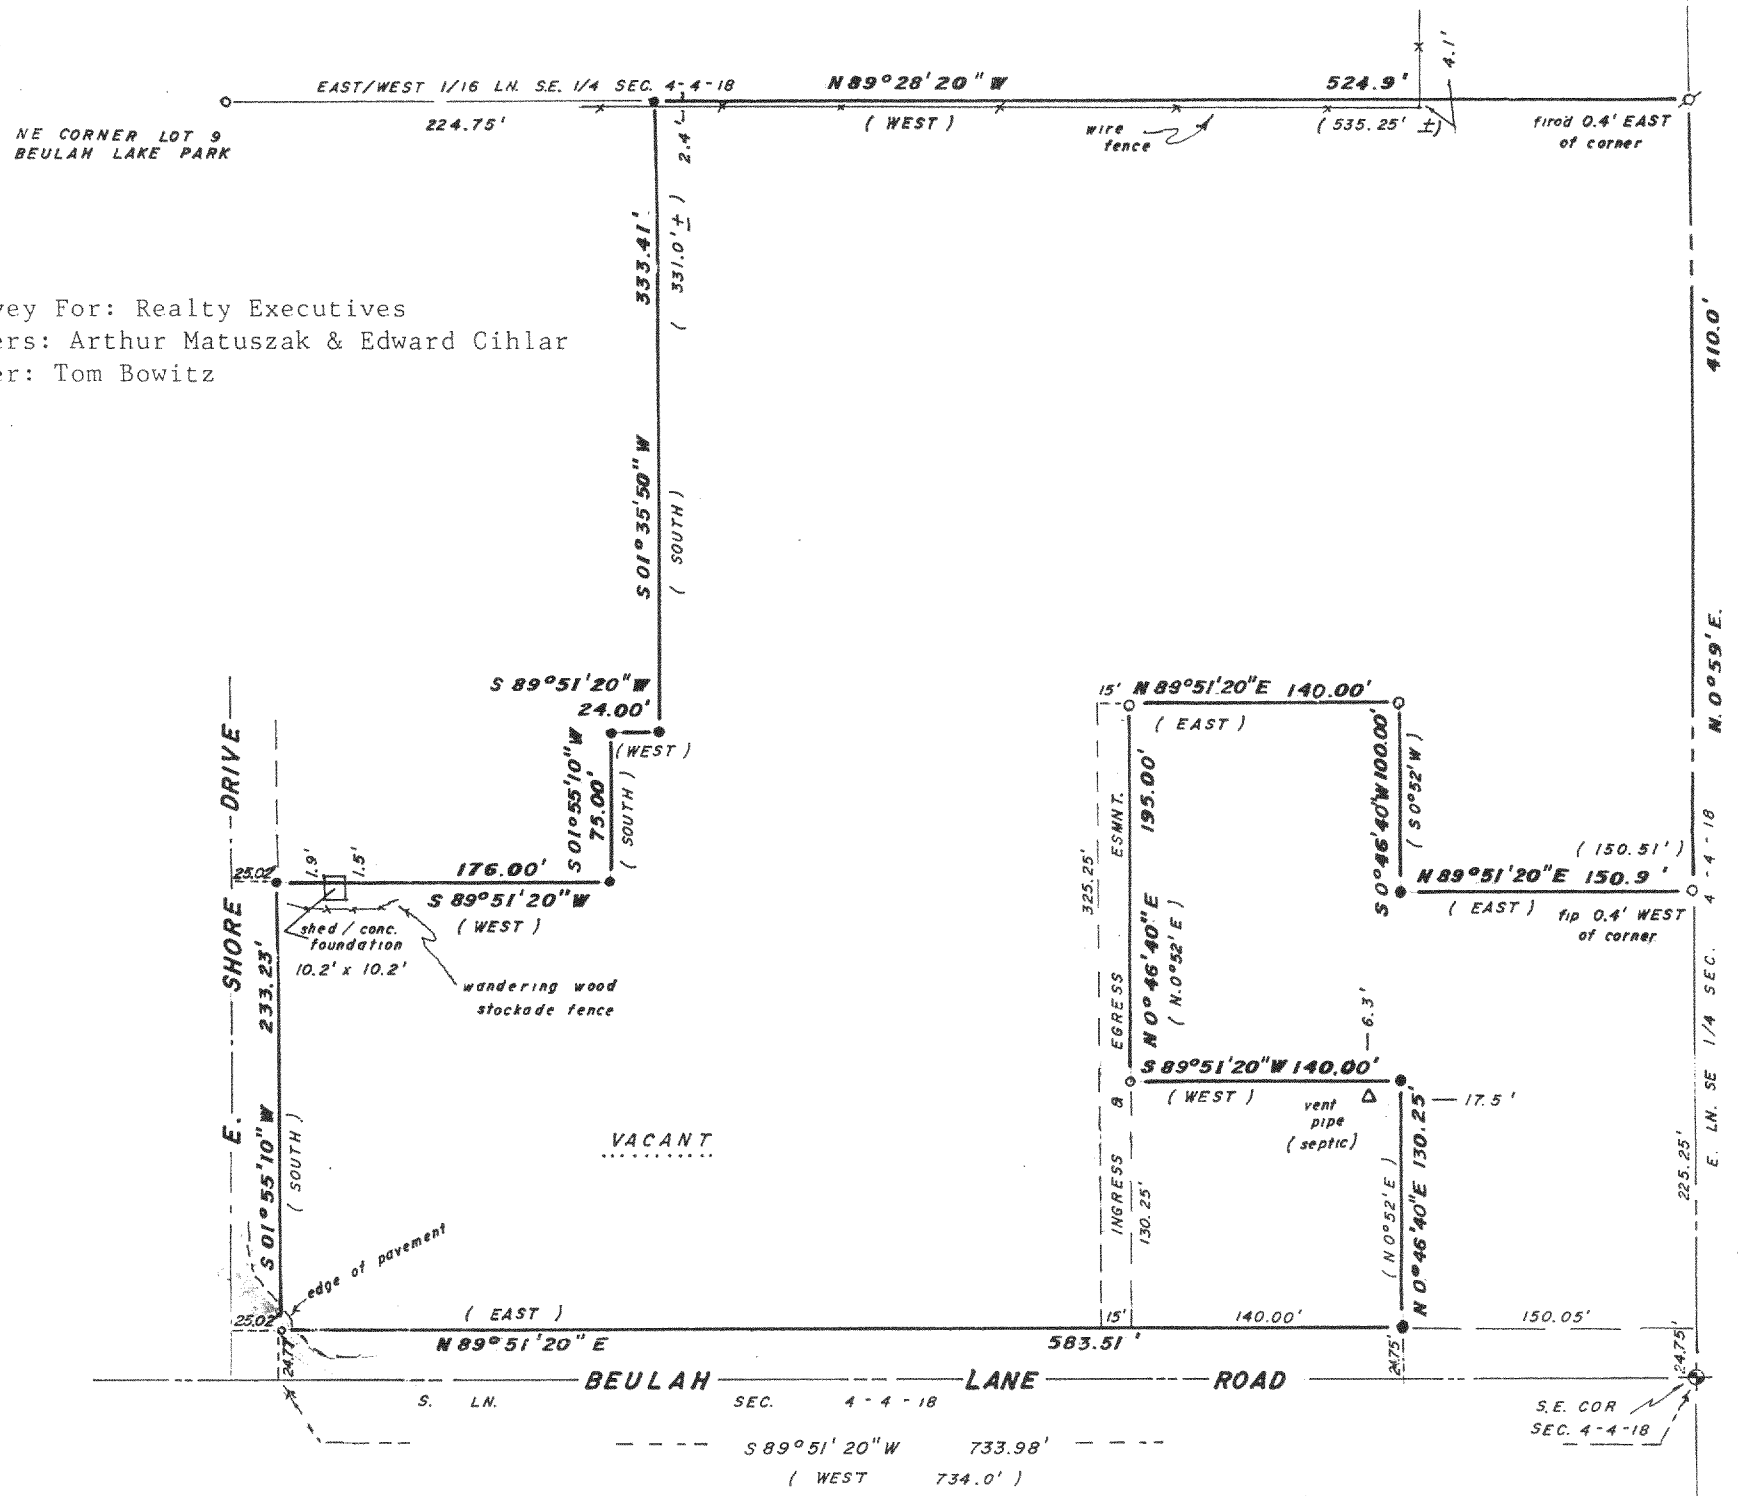 EAST/WEST 1/16 LN. S.E. 1/4 SEC. 4-4-18
N 89°28'20" W
524.9'
4.1'
224.75'
( WEST )
wire
fence
( 535.25' ±)
firod 0.4' EAST
of corner
NE CORNER LOT 9
BEULAH LAKE PARK
2.4'
333.41'
( 331.0' ± )
vey For: Realty Executives
ers: Arthur Matuszak & Edward Cihlar
er: Tom Bowitz
410.0'
S 01°35'50" W
( SOUTH )
N. 0°59' E.
S 89°51'20" W
24.00'
(WEST )
S 01°55'10" W
75.00'
( SOUTH )
15'
N 89°51'20"E 140.00'
( EAST )
S 0°46'40"W 100.00'
( S 0°52' W )
E. SHORE DRIVE
25.02'
1.9'
1.5'
176.00'
S 89°51'20" W
( WEST )
shed / conc.
foundation
10.2' x 10.2'
wandering wood
stockade fence
325.25'
INGRESS & EGRESS ESMNT.
195.00'
N 0°46'40" E
( N.0°52' E )
( 150.51' )
N 89°51'20"E 150.9 '
( EAST )
fip 0.4' WEST
of corner
E. LN. SE 1/4 SEC. 4-4-18
233.23'
S 01°55'10" W
( SOUTH )
6.3'
S 89°51'20"W 140.00'
( WEST )
vent
pipe
( septic)
17.5 '
VACANT
130.25'
( N 0°52' E )
N 0°46'40"E 130.25'
225.25'
edge of pavement
25.02'
( EAST )
N 89°51'20" E
583.51 '
15'
140.00'
150.05'
24.77'
24.75'
24.75'
BEULAH LANE ROAD
S. LN. SEC. 4-4-18
S.E. COR
SEC. 4-4-18
S 89°51' 20" W 733.98'
( WEST 734.0' )